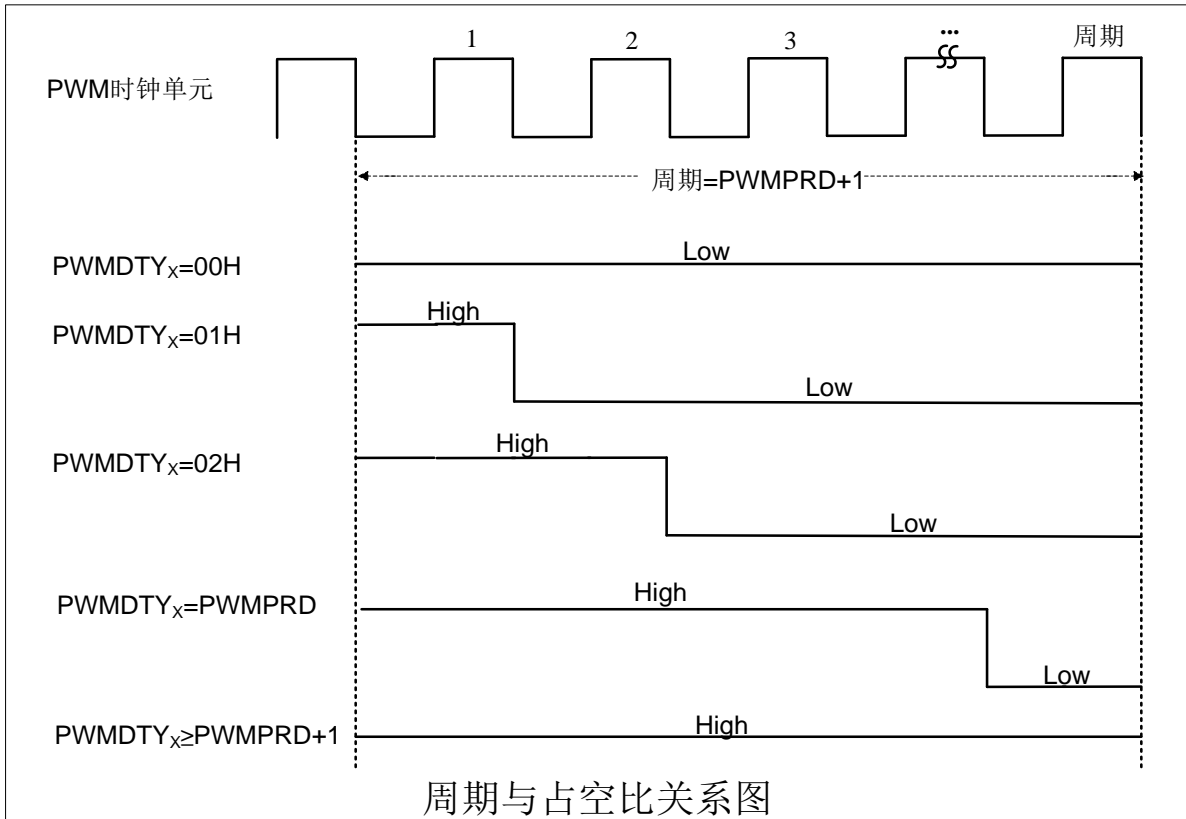 1 2 3 ... 周期
PWM时钟单元
周期=PWMPRD+1
PWMDTYX=00H
Low
PWMDTYX=01H
High
Low
PWMDTYX=02H
High
Low
PWMDTYX=PWMPRD
High
Low
PWMDTYX≥PWMPRD+1
High
周期与占空比关系图